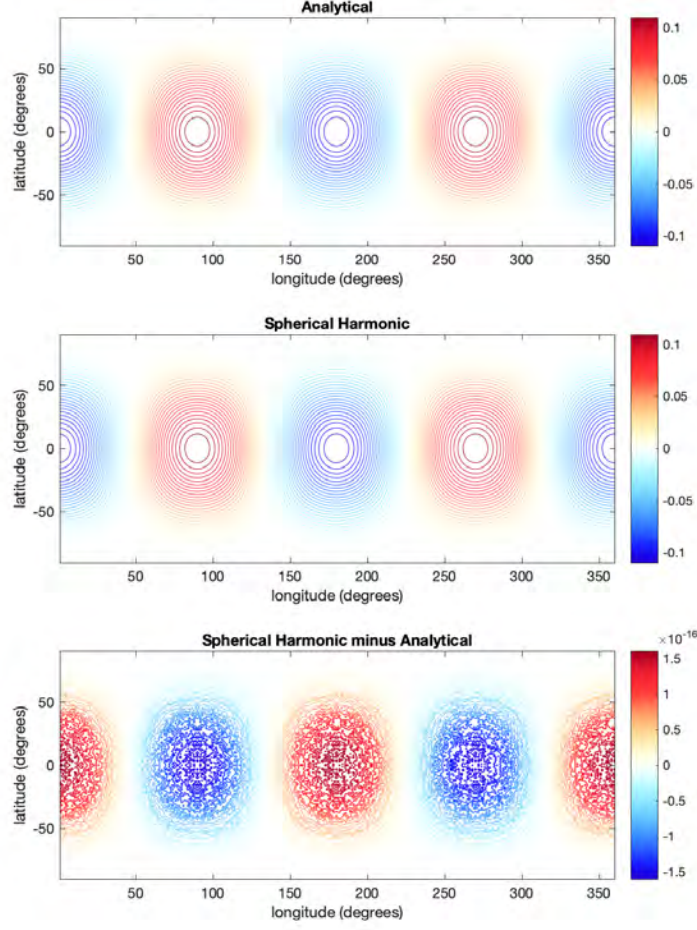 Analytical
0.1
50
0.05
latitude (degrees)
0
0
-0.05
-50
-0.1
50 100 150 200 250 300 350
longitude (degrees)
Spherical Harmonic
0.1
50
0.05
latitude (degrees)
0
0
-0.05
-50
-0.1
50 100 150 200 250 300 350
longitude (degrees)
Spherical Harmonic minus Analytical
×10⁻¹⁶
1.5
50
1
0.5
latitude (degrees)
0
0
-0.5
-50
-1
-1.5
50 100 150 200 250 300 350
longitude (degrees)